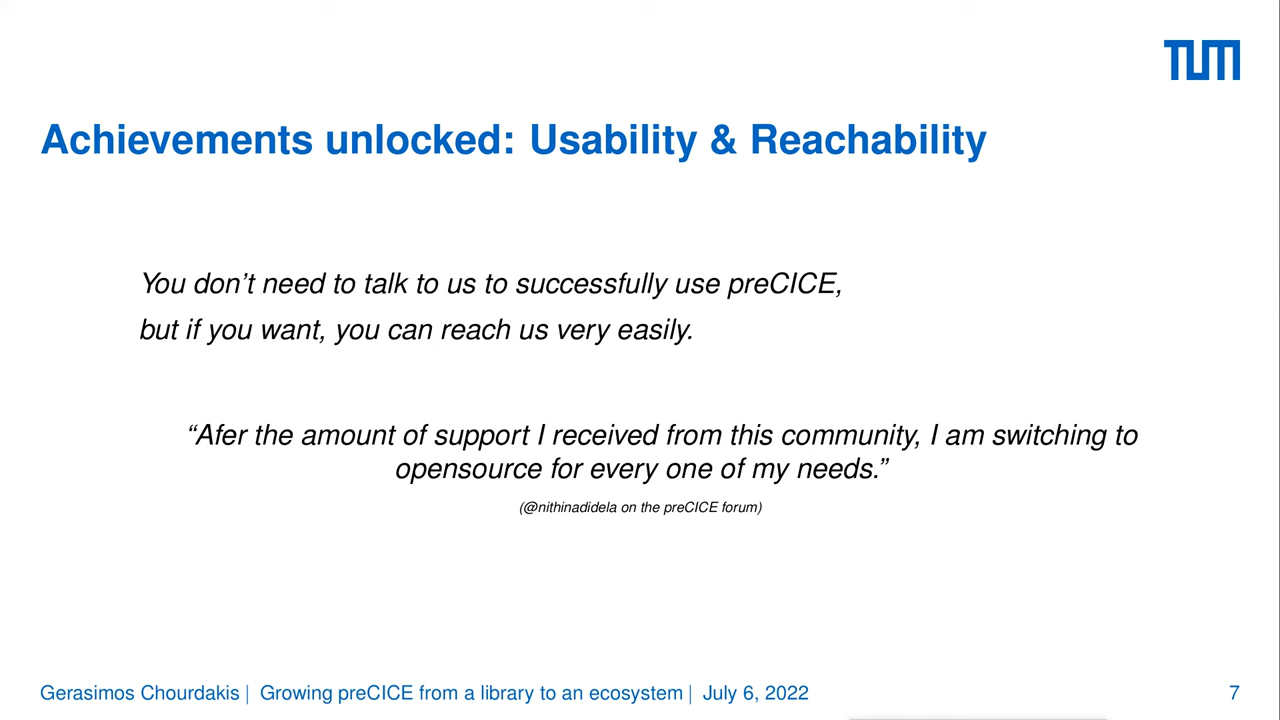 TUM
Achievements unlocked: Usability & Reachability
You don’t need to talk to us to successfully use preCICE,
but if you want, you can reach us very easily.
“Afer the amount of support I received from this community, I am switching to
opensource for every one of my needs.”
(@nithinadidela on the preCICE forum)
Gerasimos Chourdakis | Growing preCICE from a library to an ecosystem | July 6, 2022 7